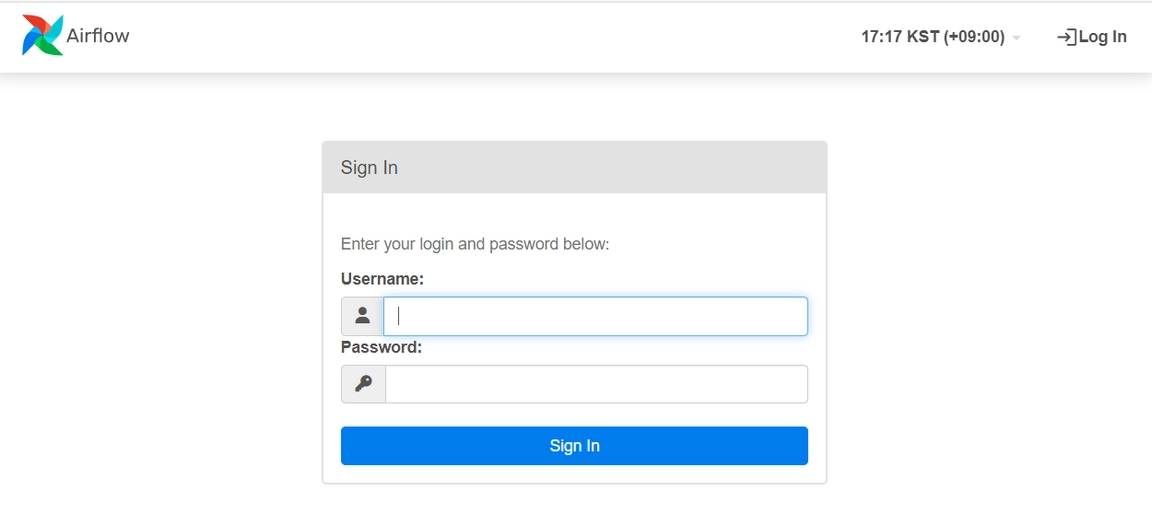 Airflow
17:17 KST (+09:00)
Log In
Sign In
Enter your login and password below:
Username:
Password:
Sign In